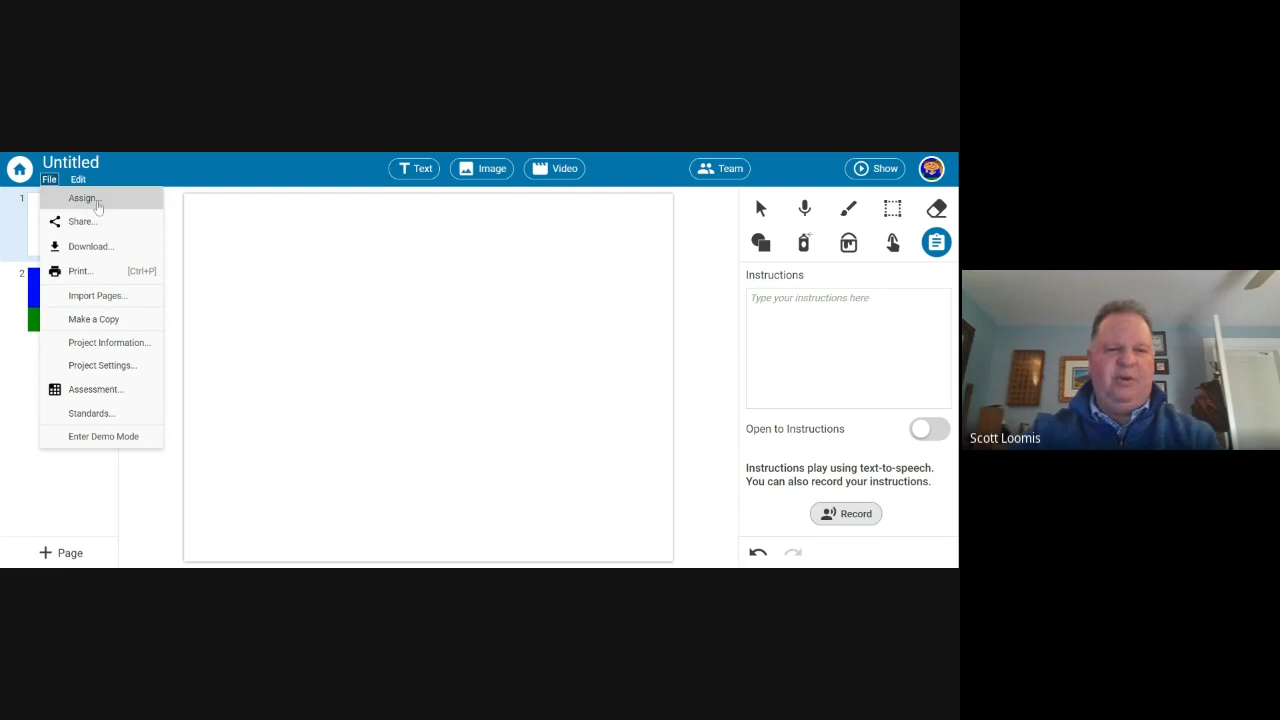 Untitled
File Edit
Text
Image
Video
Team
Show
1
2
Assign...
Share...
Download...
Print... [Ctrl+P]
Import Pages...
Make a Copy
Project Information...
Project Settings...
Assessment...
Standards...
Enter Demo Mode
Page
Instructions
Type your instructions here
Open to Instructions
Instructions play using text-to-speech.
You can also record your instructions.
Record
Scott Loomis